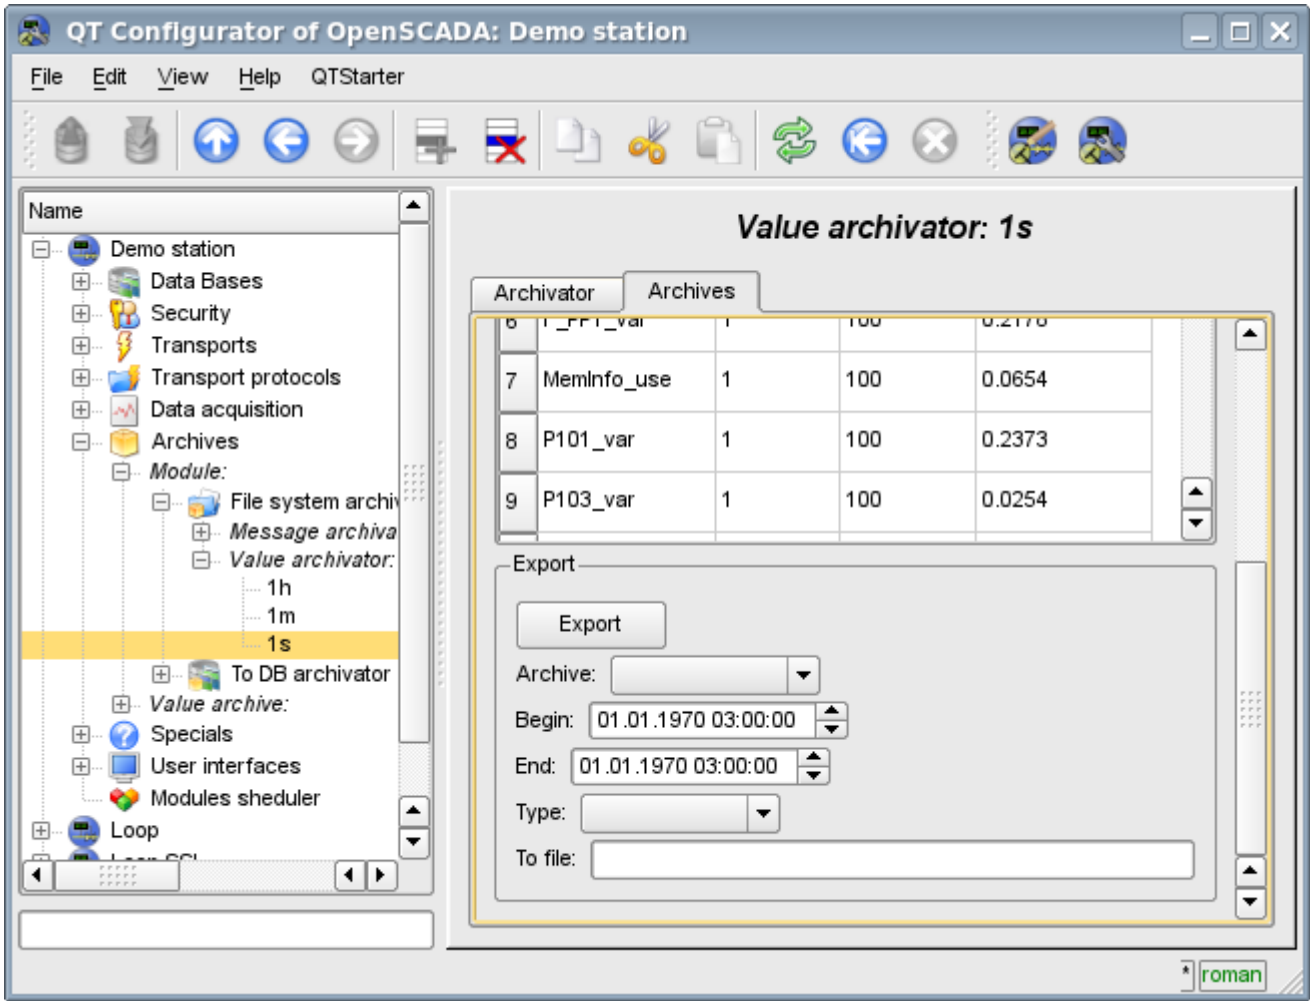 QT Configurator of OpenSCADA: Demo station
File Edit View Help QTStarter
Name
Demo station
Data Bases
Security
Transports
Transport protocols
Data acquisition
Archives
Module:
File system archiv
Message archiva
Value archivator:
1h
1m
1s
To DB archivator
Value archive:
Specials
User interfaces
Modules sheduler
Loop
Value archivator: 1s
Archivator Archives
7 MemInfo_use 1 100 0.0654
8 P101_var 1 100 0.2373
9 P103_var 1 100 0.0254
Export
Export
Archive:
Begin: 01.01.1970 03:00:00
End: 01.01.1970 03:00:00
Type:
To file:
* roman